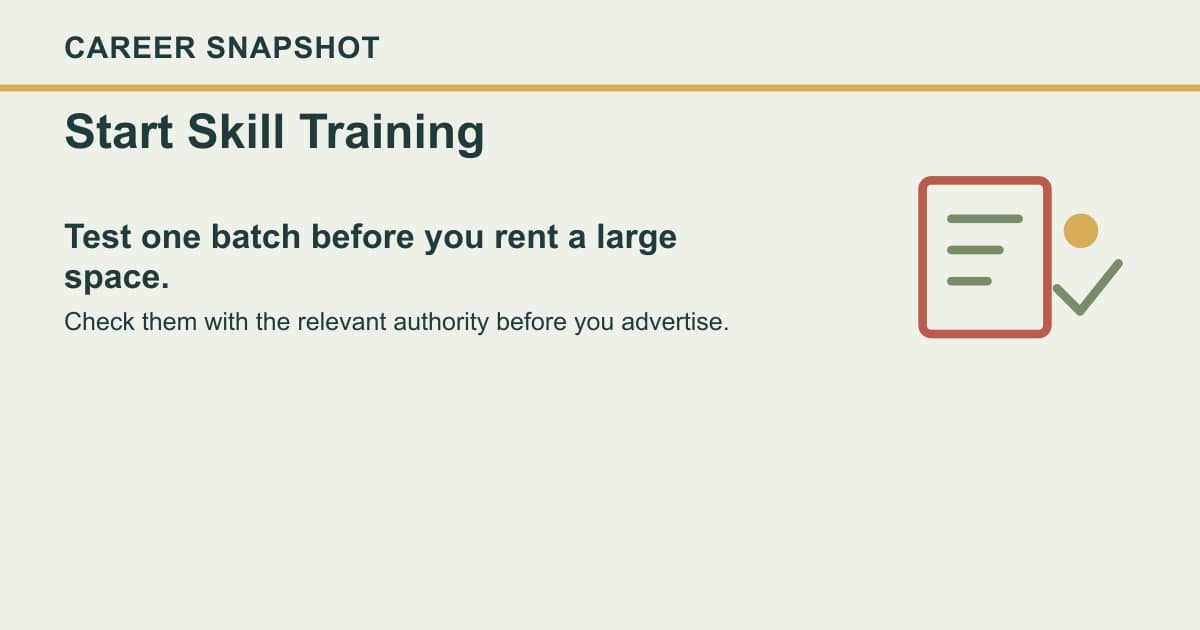 CAREER SNAPSHOT
Start Skill Training
Test one batch before you rent a large
space.
Check them with the relevant authority before you advertise.